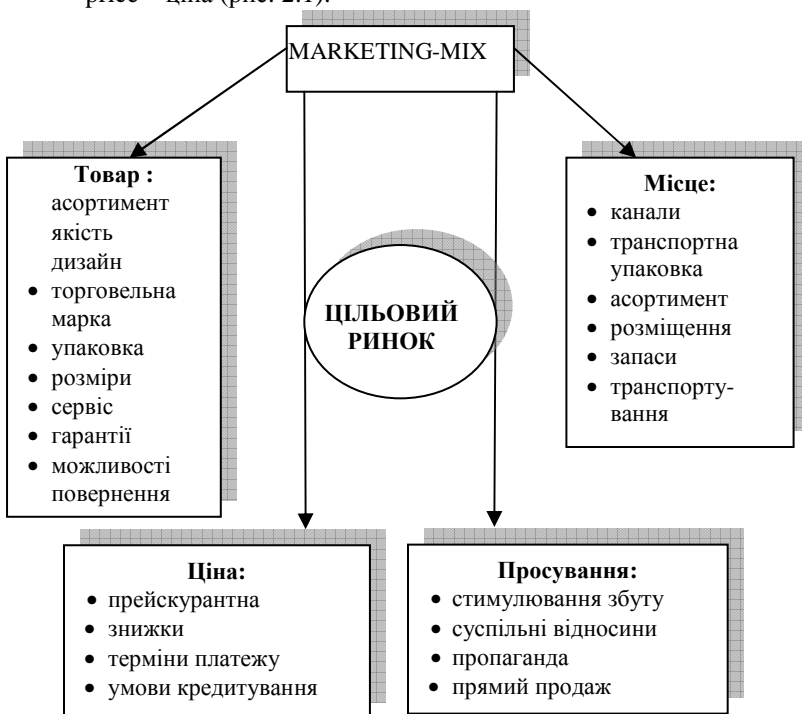 ціна (рис. 2.1).
MARKETING-MIX
Товар :
асортимент
якість
дизайн
• торговельна
марка
• упаковка
• розміри
• сервіс
• гарантії
• можливості
повернення
ЦІЛЬОВИЙ
РИНОК
Місце:
• канали
• транспортна
упаковка
• асортимент
• розміщення
• запаси
• транспорту-
вання
Ціна:
• прейскурантна
• знижки
• терміни платежу
• умови кредитування
Просування:
• стимулювання збуту
• суспільні відносини
• пропаганда
• прямий продаж